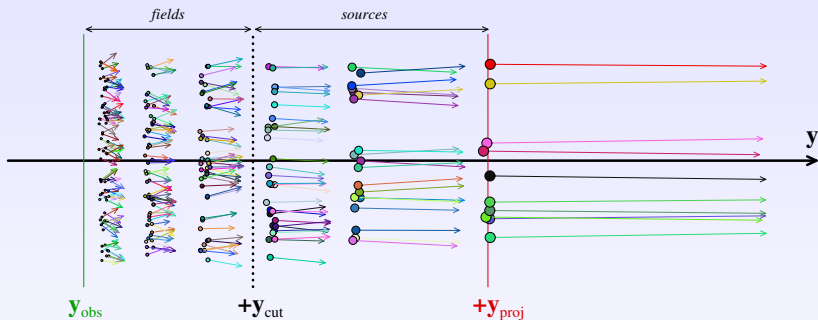 fields sources
y
y_obs +y_cut +y_proj